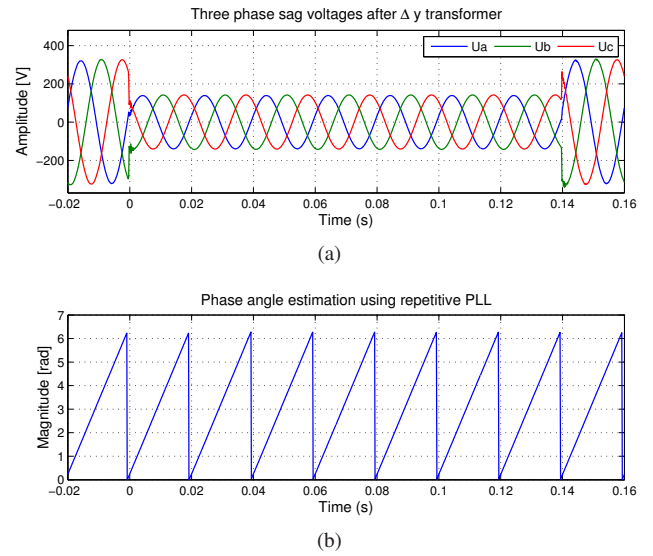 Three phase sag voltages after Δ y transformer
400
200
0
−200
Amplitude [V]
Ua Ub Uc
−0.02 0 0.02 0.04 0.06 0.08 0.1 0.12 0.14 0.16
Time (s)
(a)
Phase angle estimation using repetitive PLL
7
6
5
4
3
2
1
0
Magnitude [rad]
−0.02 0 0.02 0.04 0.06 0.08 0.1 0.12 0.14 0.16
Time (s)
(b)